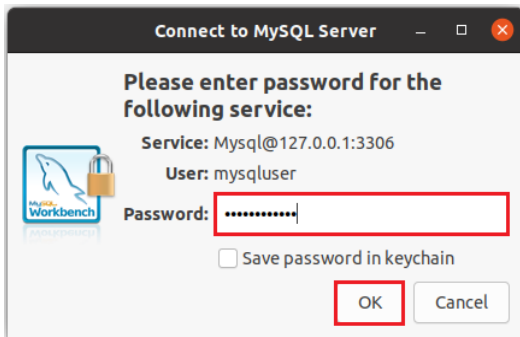 Connect to MySQL Server
Please enter password for the
following service:
Service: Mysql@127.0.0.1:3306
User: mysqluser
MySQL
Workbench
Password: ••••••••••••
Save password in keychain
OK Cancel